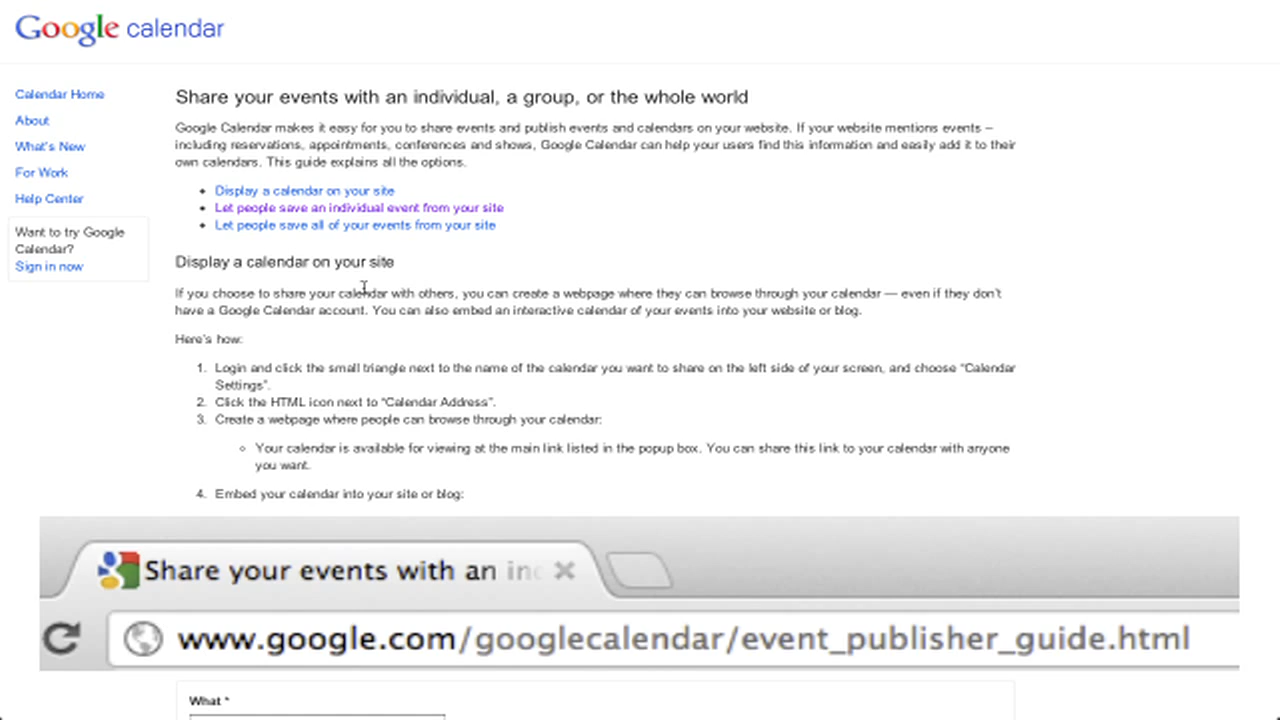 Google calendar
Calendar Home
About
What's New
For Work
Help Center
Want to try Google
Calendar?
Sign in now
Share your events with an individual, a group, or the whole world
Google Calendar makes it easy for you to share events and publish events and calendars on your website. If your website mentions events –
including reservations, appointments, conferences and shows, Google Calendar can help your users find this information and easily add it to their
own calendars. This guide explains all the options.
• Display a calendar on your site
• Let people save an individual event from your site
• Let people save all of your events from your site
Display a calendar on your site
If you choose to share your calendar with others, you can create a webpage where they can browse through your calendar — even if they don't
have a Google Calendar account. You can also embed an interactive calendar of your events into your website or blog.
Here's how:
1. Login and click the small triangle next to the name of the calendar you want to share on the left side of your screen, and choose “Calendar
Settings”.
2. Click the HTML icon next to “Calendar Address”.
3. Create a webpage where people can browse through your calendar:
◦ Your calendar is available for viewing at the main link listed in the popup box. You can share this link to your calendar with anyone
you want.
4. Embed your calendar into your site or blog:
Share your events with an in
www.google.com/googlecalendar/event_publisher_guide.html
What *